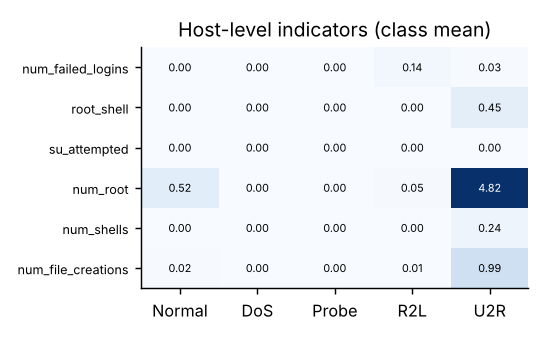 Host-level indicators (class mean)
num_failed_logins 0.00 0.00 0.00 0.14 0.03
root_shell 0.00 0.00 0.00 0.00 0.45
su_attempted 0.00 0.00 0.00 0.00 0.00
num_root 0.52 0.00 0.00 0.05 4.82
num_shells 0.00 0.00 0.00 0.00 0.24
num_file_creations 0.02 0.00 0.00 0.01 0.99
Normal DoS Probe R2L U2R